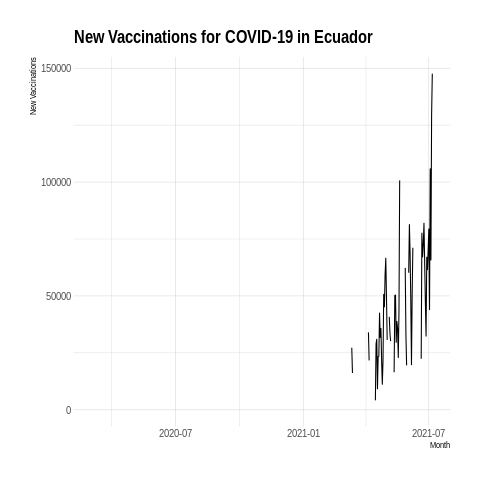 New Vaccinations for COVID-19 in Ecuador
New Vaccinations
150000
100000
50000
0
2020-07 2021-01 2021-07
Month